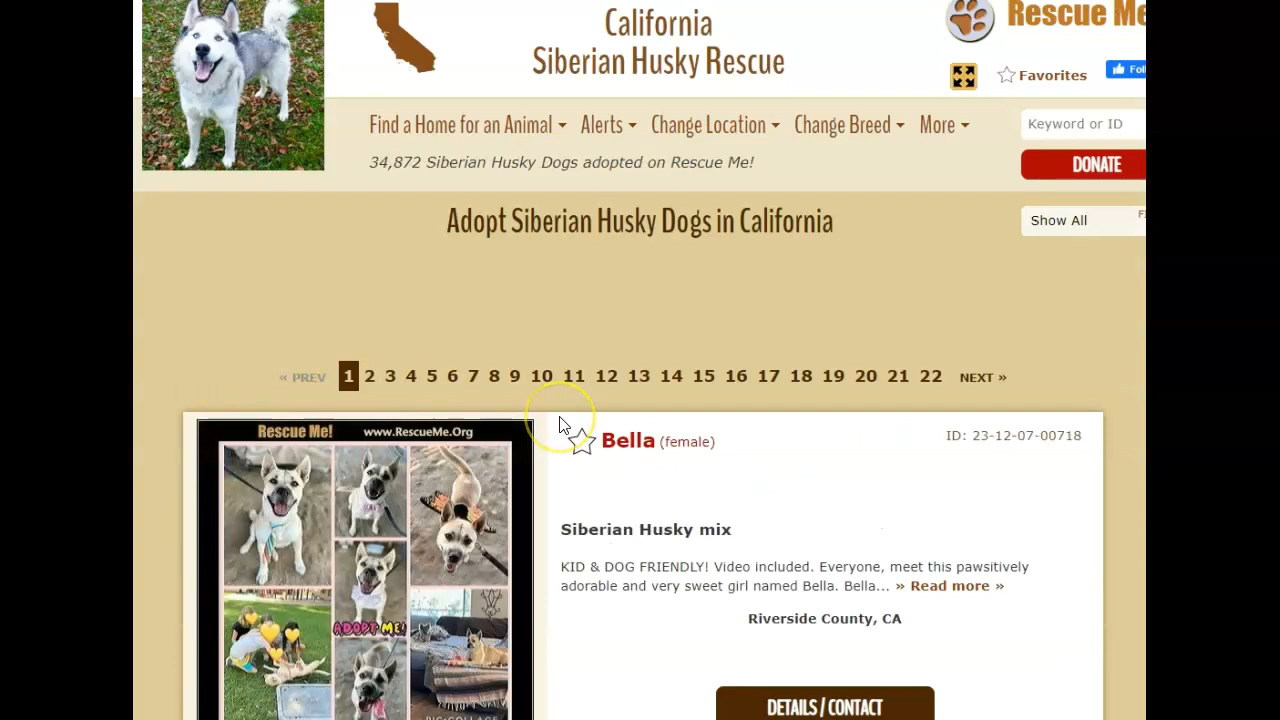 California
Siberian Husky Rescue
Rescue Me
Favorites
Fol
Find a Home for an Animal
Alerts
Change Location
Change Breed
More
Keyword or ID
34,872 Siberian Husky Dogs adopted on Rescue Me!
DONATE
Adopt Siberian Husky Dogs in California
Show All
« PREV 1 2 3 4 5 6 7 8 9 10 11 12 13 14 15 16 17 18 19 20 21 22 NEXT »
Rescue Me! www.RescueMe.Org
ADOPT ME!
Bella (female)
ID: 23-12-07-00718
Siberian Husky mix
KID & DOG FRIENDLY! Video included. Everyone, meet this pawsitively
adorable and very sweet girl named Bella. Bella... » Read more »
Riverside County, CA
DETAILS / CONTACT